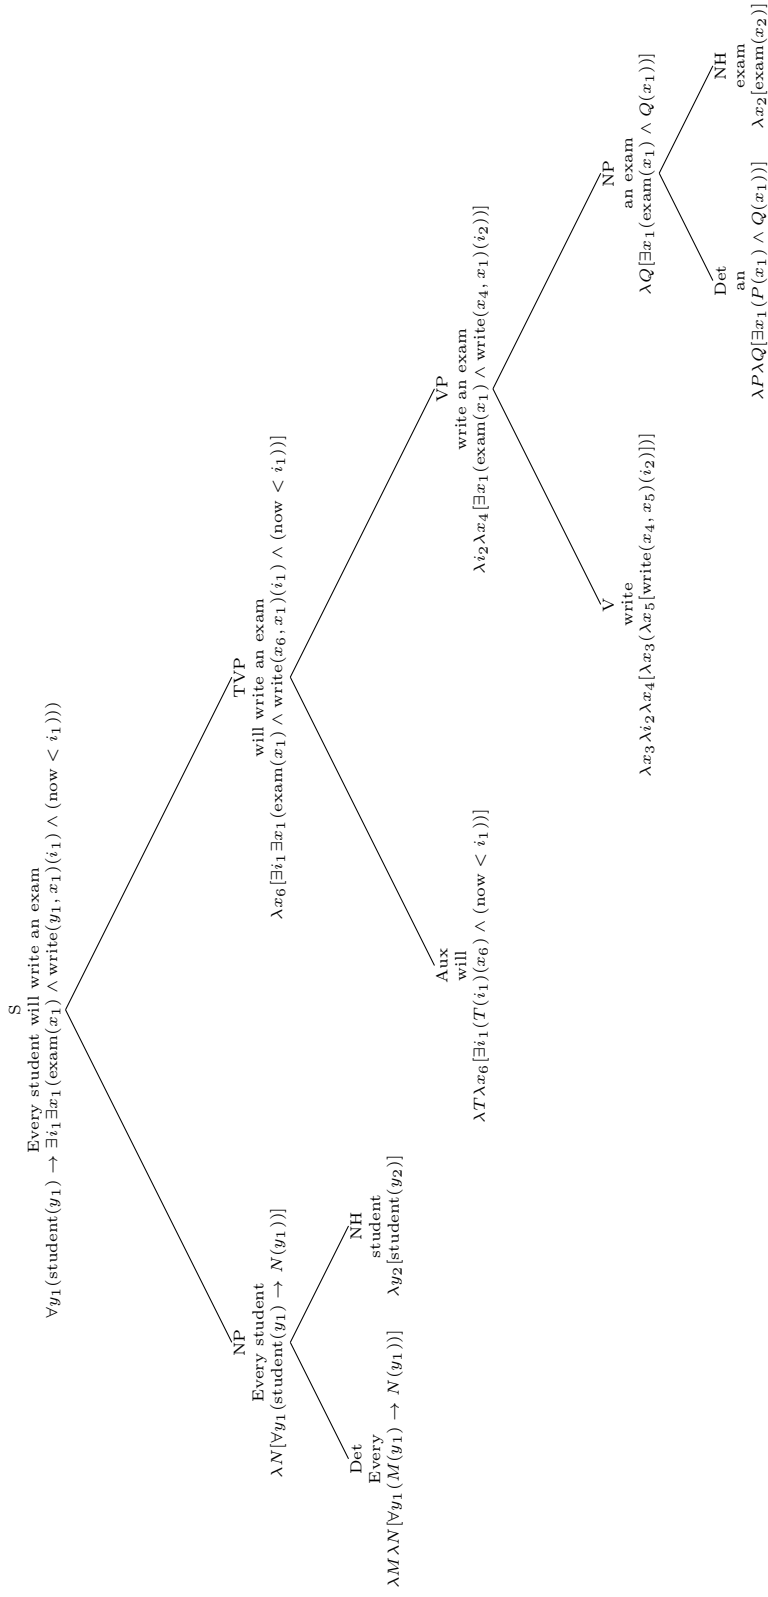 S
Every student will write an exam
∀y₁(student(y₁) → ∃i₁∃x₁(exam(x₁) ∧ write(y₁, x₁)(i₁) ∧ (now < i₁)))
NP
Every student
λN[∀y₁(student(y₁) → N(y₁))]
TVP
will write an exam
λx₆[∃i₁∃x₁(exam(x₁) ∧ write(x₆, x₁)(i₁) ∧ (now < i₁))]
Det
Every
λMλN[∀y₁(M(y₁) → N(y₁))]
NH
student
λy₂[student(y₂)]
Aux
will
λTλx₆[∃i₁(T(i₁)(x₆) ∧ (now < i₁))]
VP
write an exam
λi₂λx₄[∃x₁(exam(x₁) ∧ write(x₄, x₁)(i₂))]
V
write
λx₃λi₂λx₄[λx₃(λx₅[write(x₄, x₅)(i₂)])]
NP
an exam
λQ[∃x₁(exam(x₁) ∧ Q(x₁))]
Det
an
λPλQ[∃x₁(P(x₁) ∧ Q(x₁))]
NH
exam
λx₂[exam(x₂)]